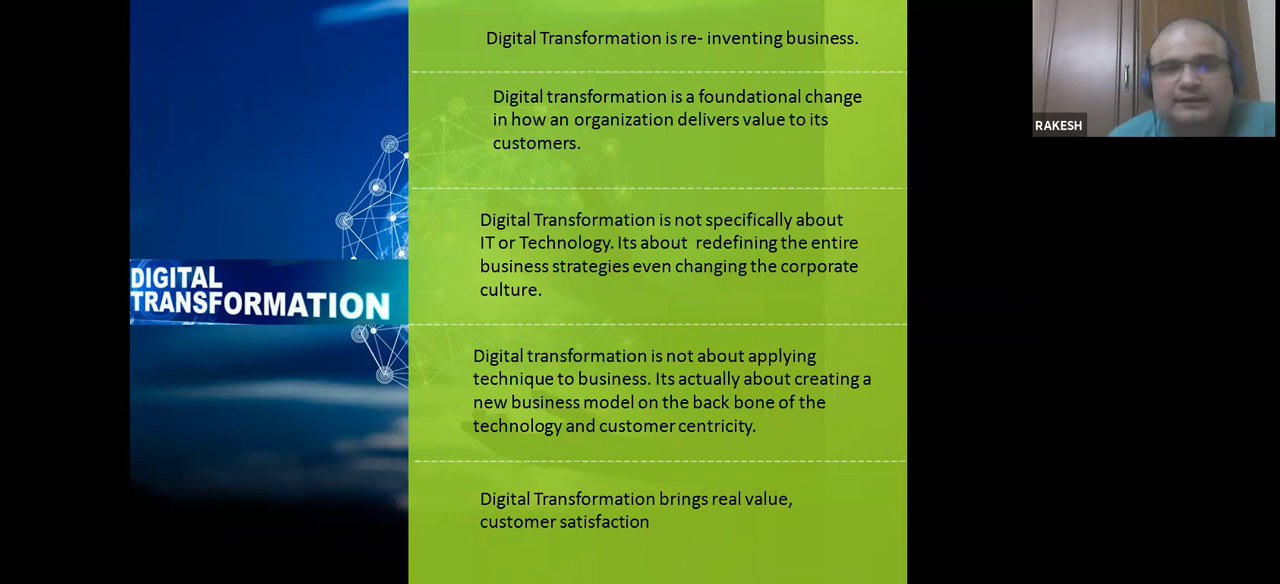 DIGITAL
TRANSFORMATION
Digital Transformation is re- inventing business.
Digital transformation is a foundational change
in how an organization delivers value to its
customers.
Digital Transformation is not specifically about
IT or Technology. Its about  redefining the entire
business strategies even changing the corporate
culture.
Digital transformation is not about applying
technique to business. Its actually about creating a
new business model on the back bone of the
technology and customer centricity.
Digital Transformation brings real value,
customer satisfaction
RAKESH